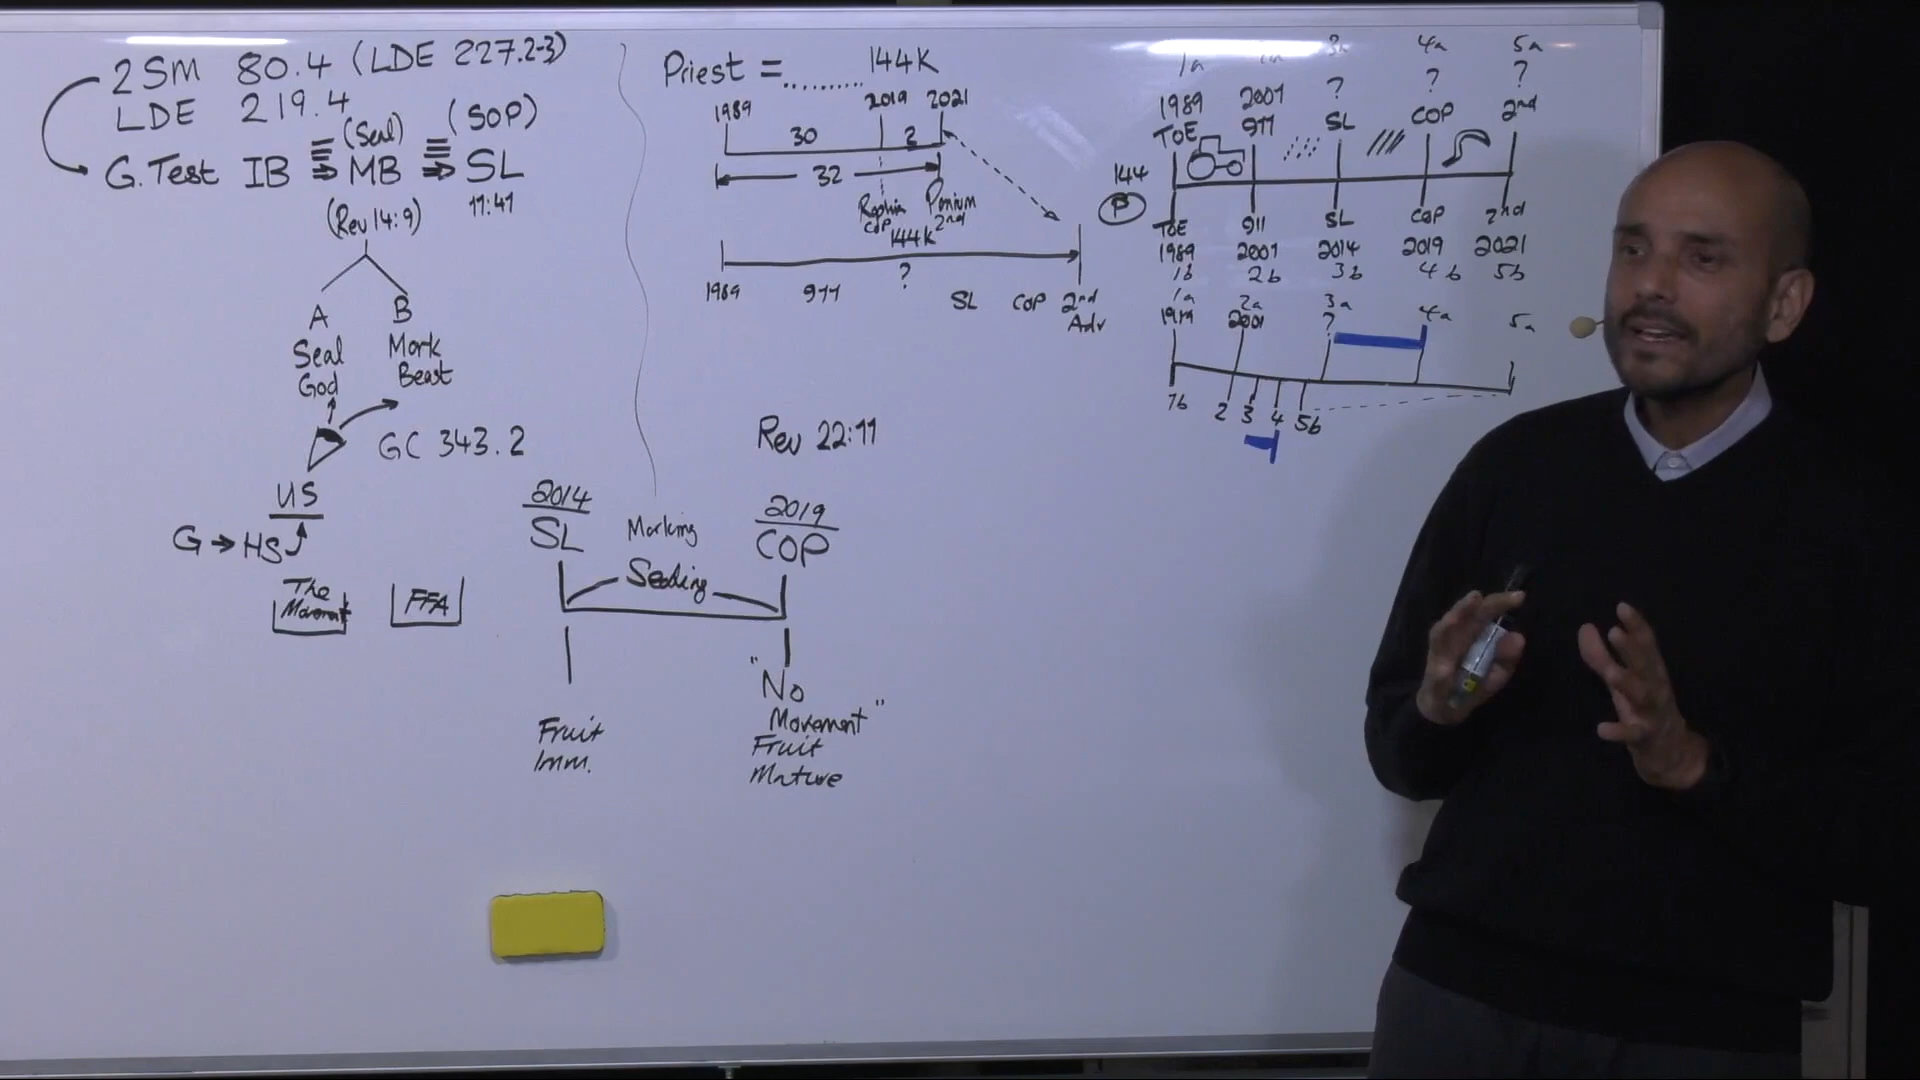 2SM 80.4 (LDE 227.2-3)
LDE 219.4
(Seal) (SOP)
G. Test IB ⇛ MB ⇛ SL
11:41
(Rev 14:9)
A B
Seal Mark
God Beast
GC 343.2
US
G → HS
The
Movement
FFA
2014
SL
Marking
Sealing
2019
COP
Rev 22:11
Fruit
Imm.
"No
Movement"
Fruit
Mature
Priest = .......... 144K
1989 2019 2021
30 2
32
Raphia Panium
COP 2nd
144K
?
1989 911 SL COP 2nd
Adv
1a 3a 4a 5a
? ? ?
1989 2001 SL COP 2nd
TOE 911
144
P
TOE 911 SL COP 2nd
1989 2001 2014 2019 2021
1b 2b 3b 4b 5b
1a 2a 3a 4a 5a
1989 2001 ?
1b 2 3 4 5b